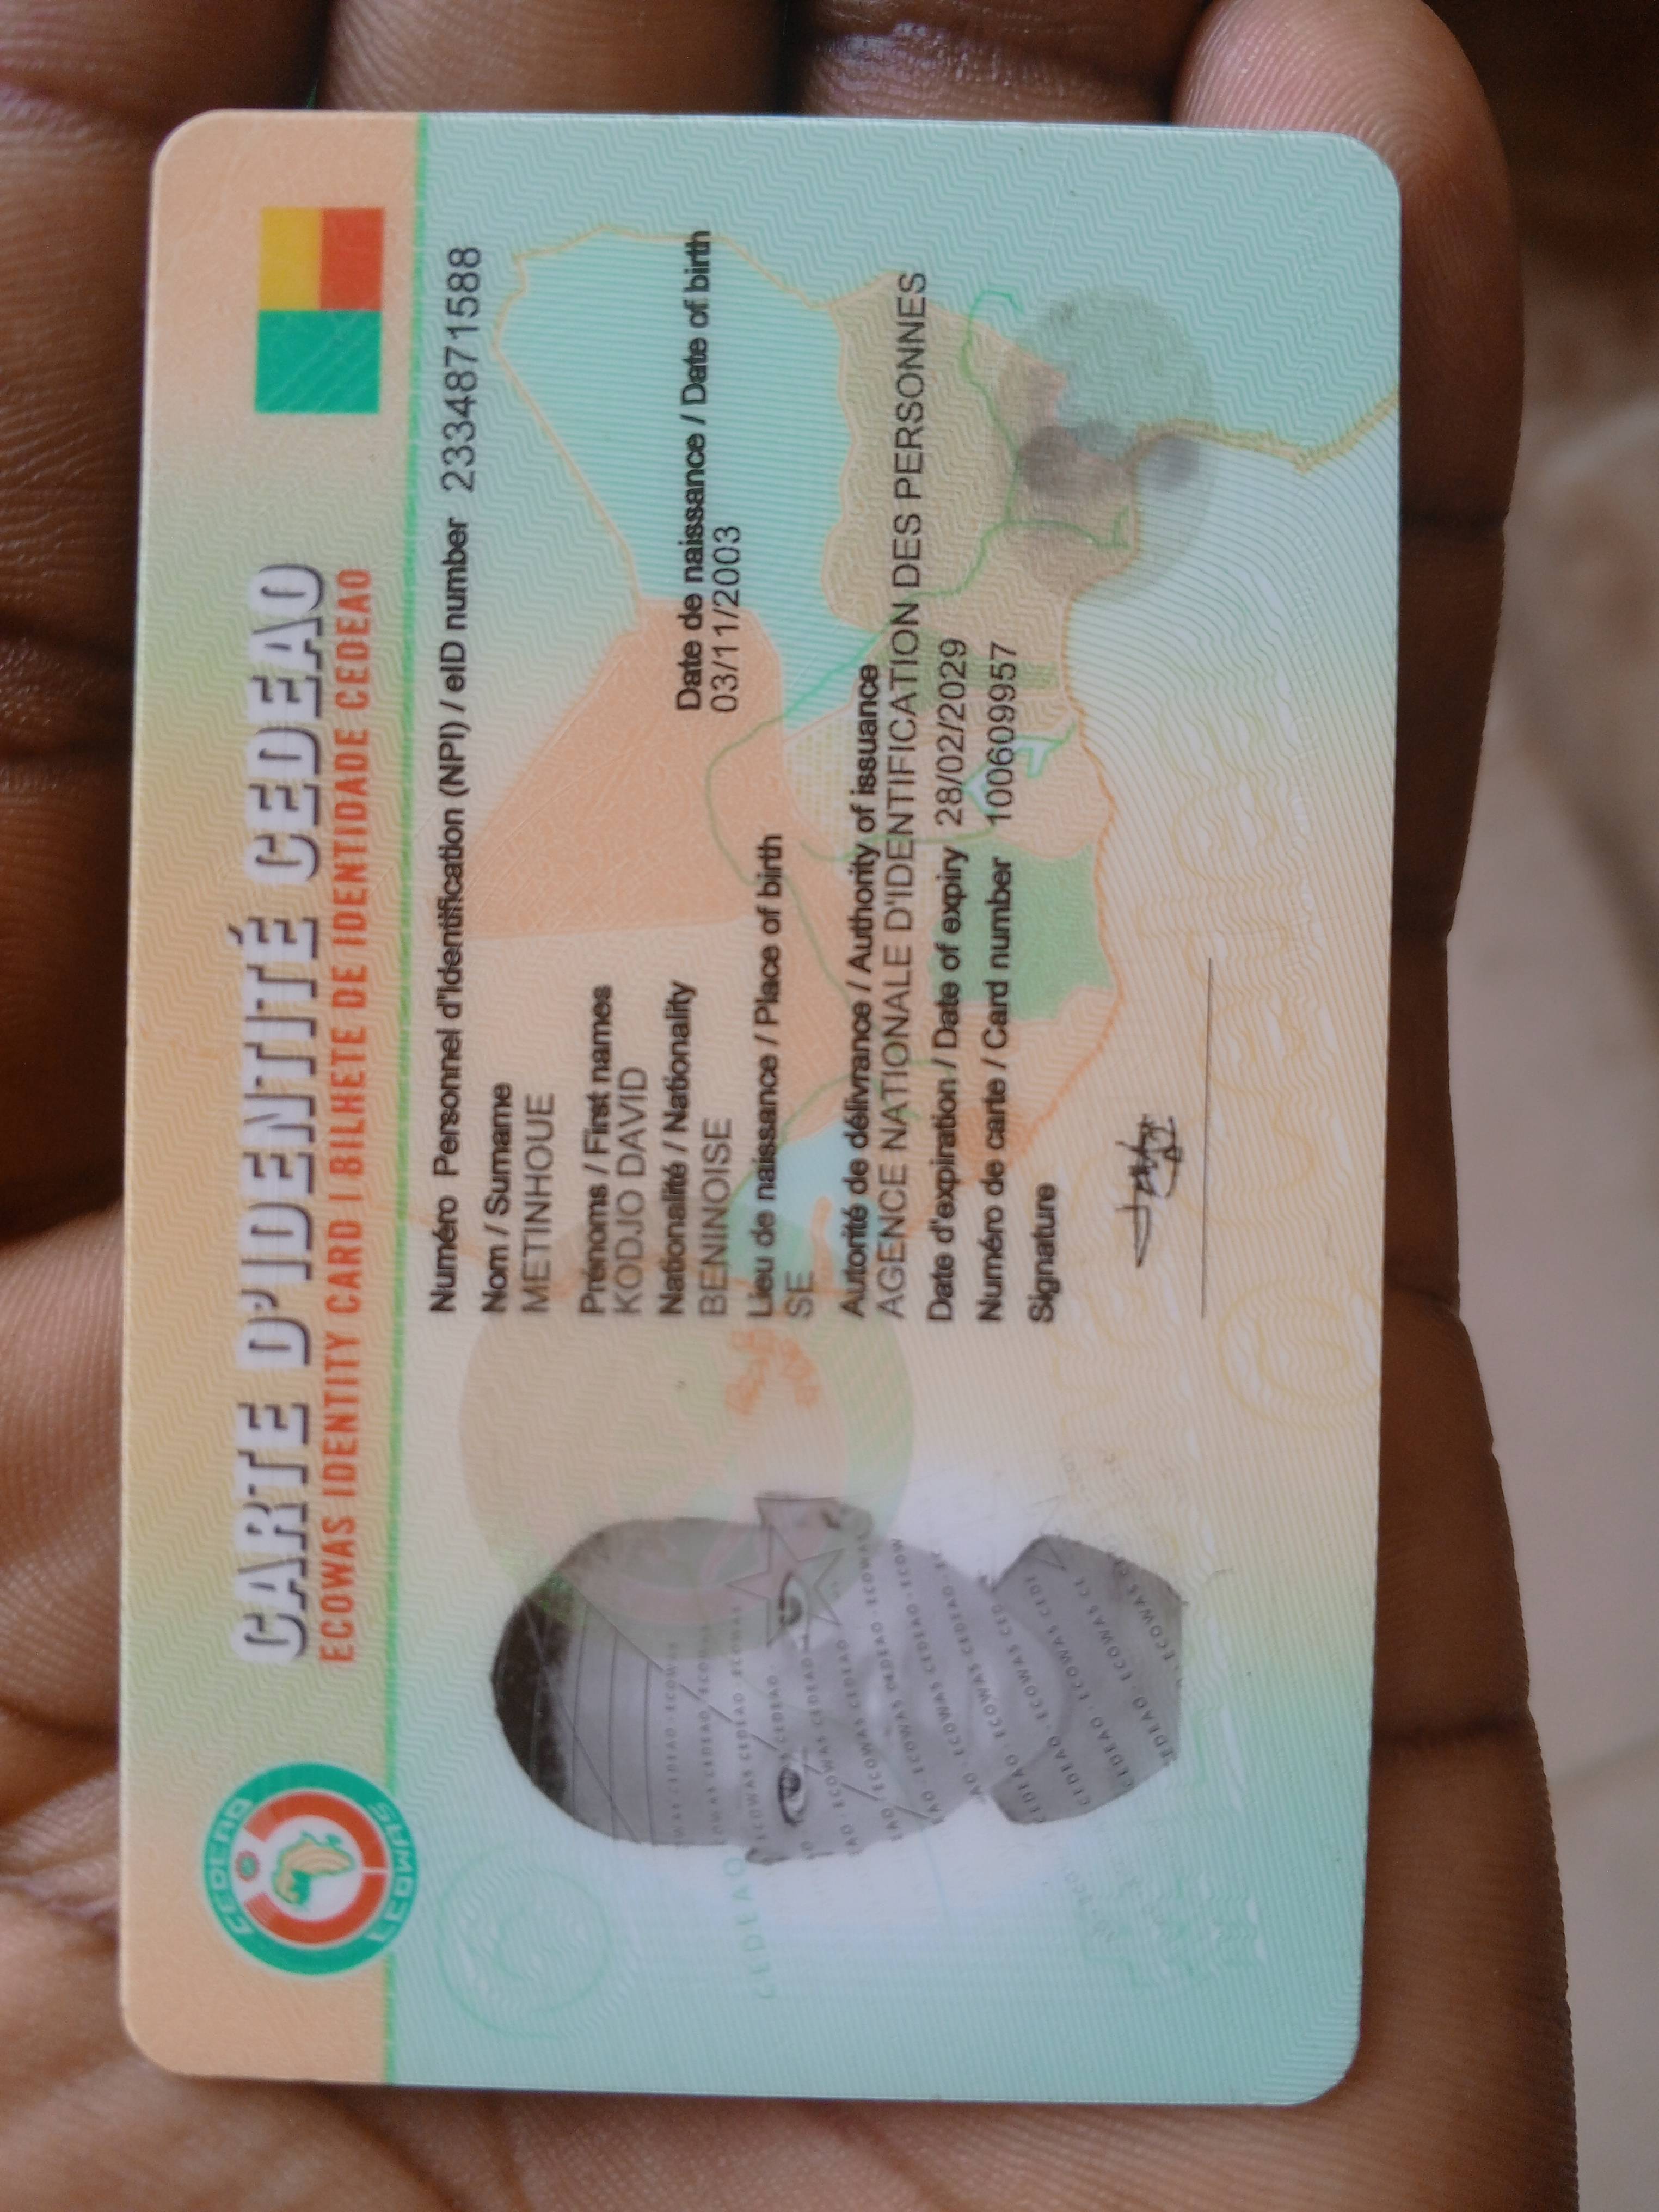 CEDEAO
ECOWAS
CARTE D'IDENTITÉ CEDEAO
ECOWAS IDENTITY CARD | BILHETE DE IDENTIDADE CEDEAO
Numéro Personnel d'Identification (NPI) / eID number 2334871588
Nom / Surname
METINHOUE
Prénoms / First names
KODJO DAVID
Nationalité / Nationality
BENINOISE
Date de naissance / Date of birth
03/11/2003
Lieu de naissance / Place of birth
SE
Autorité de délivrance / Authority of issuance
AGENCE NATIONALE D'IDENTIFICATION DES PERSONNES
Date d'expiration / Date of expiry 28/02/2029
Numéro de carte / Card number 100609957
Signature
CEDEAO